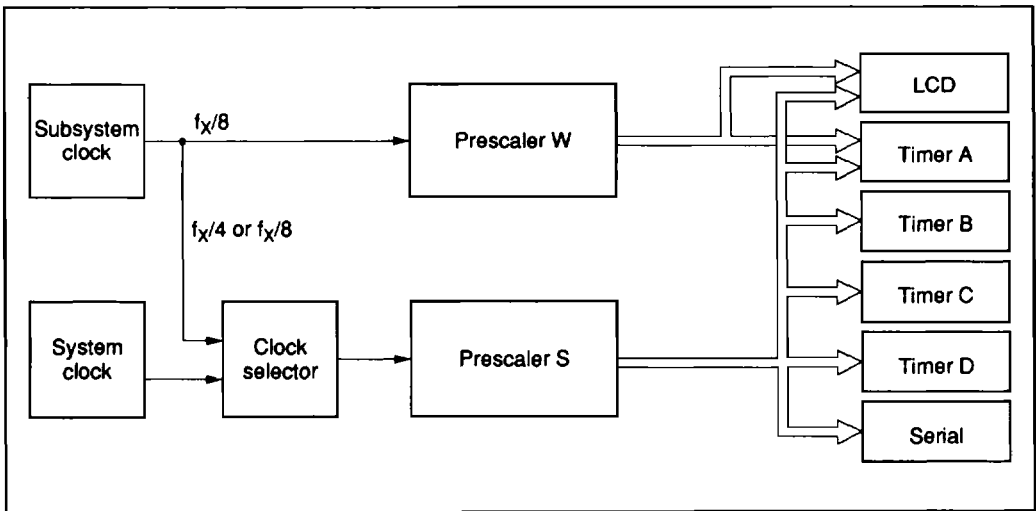 Subsystem
clock
fX/8
Prescaler W
fX/4 or fX/8
System
clock
Clock
selector
Prescaler S
LCD
Timer A
Timer B
Timer C
Timer D
Serial